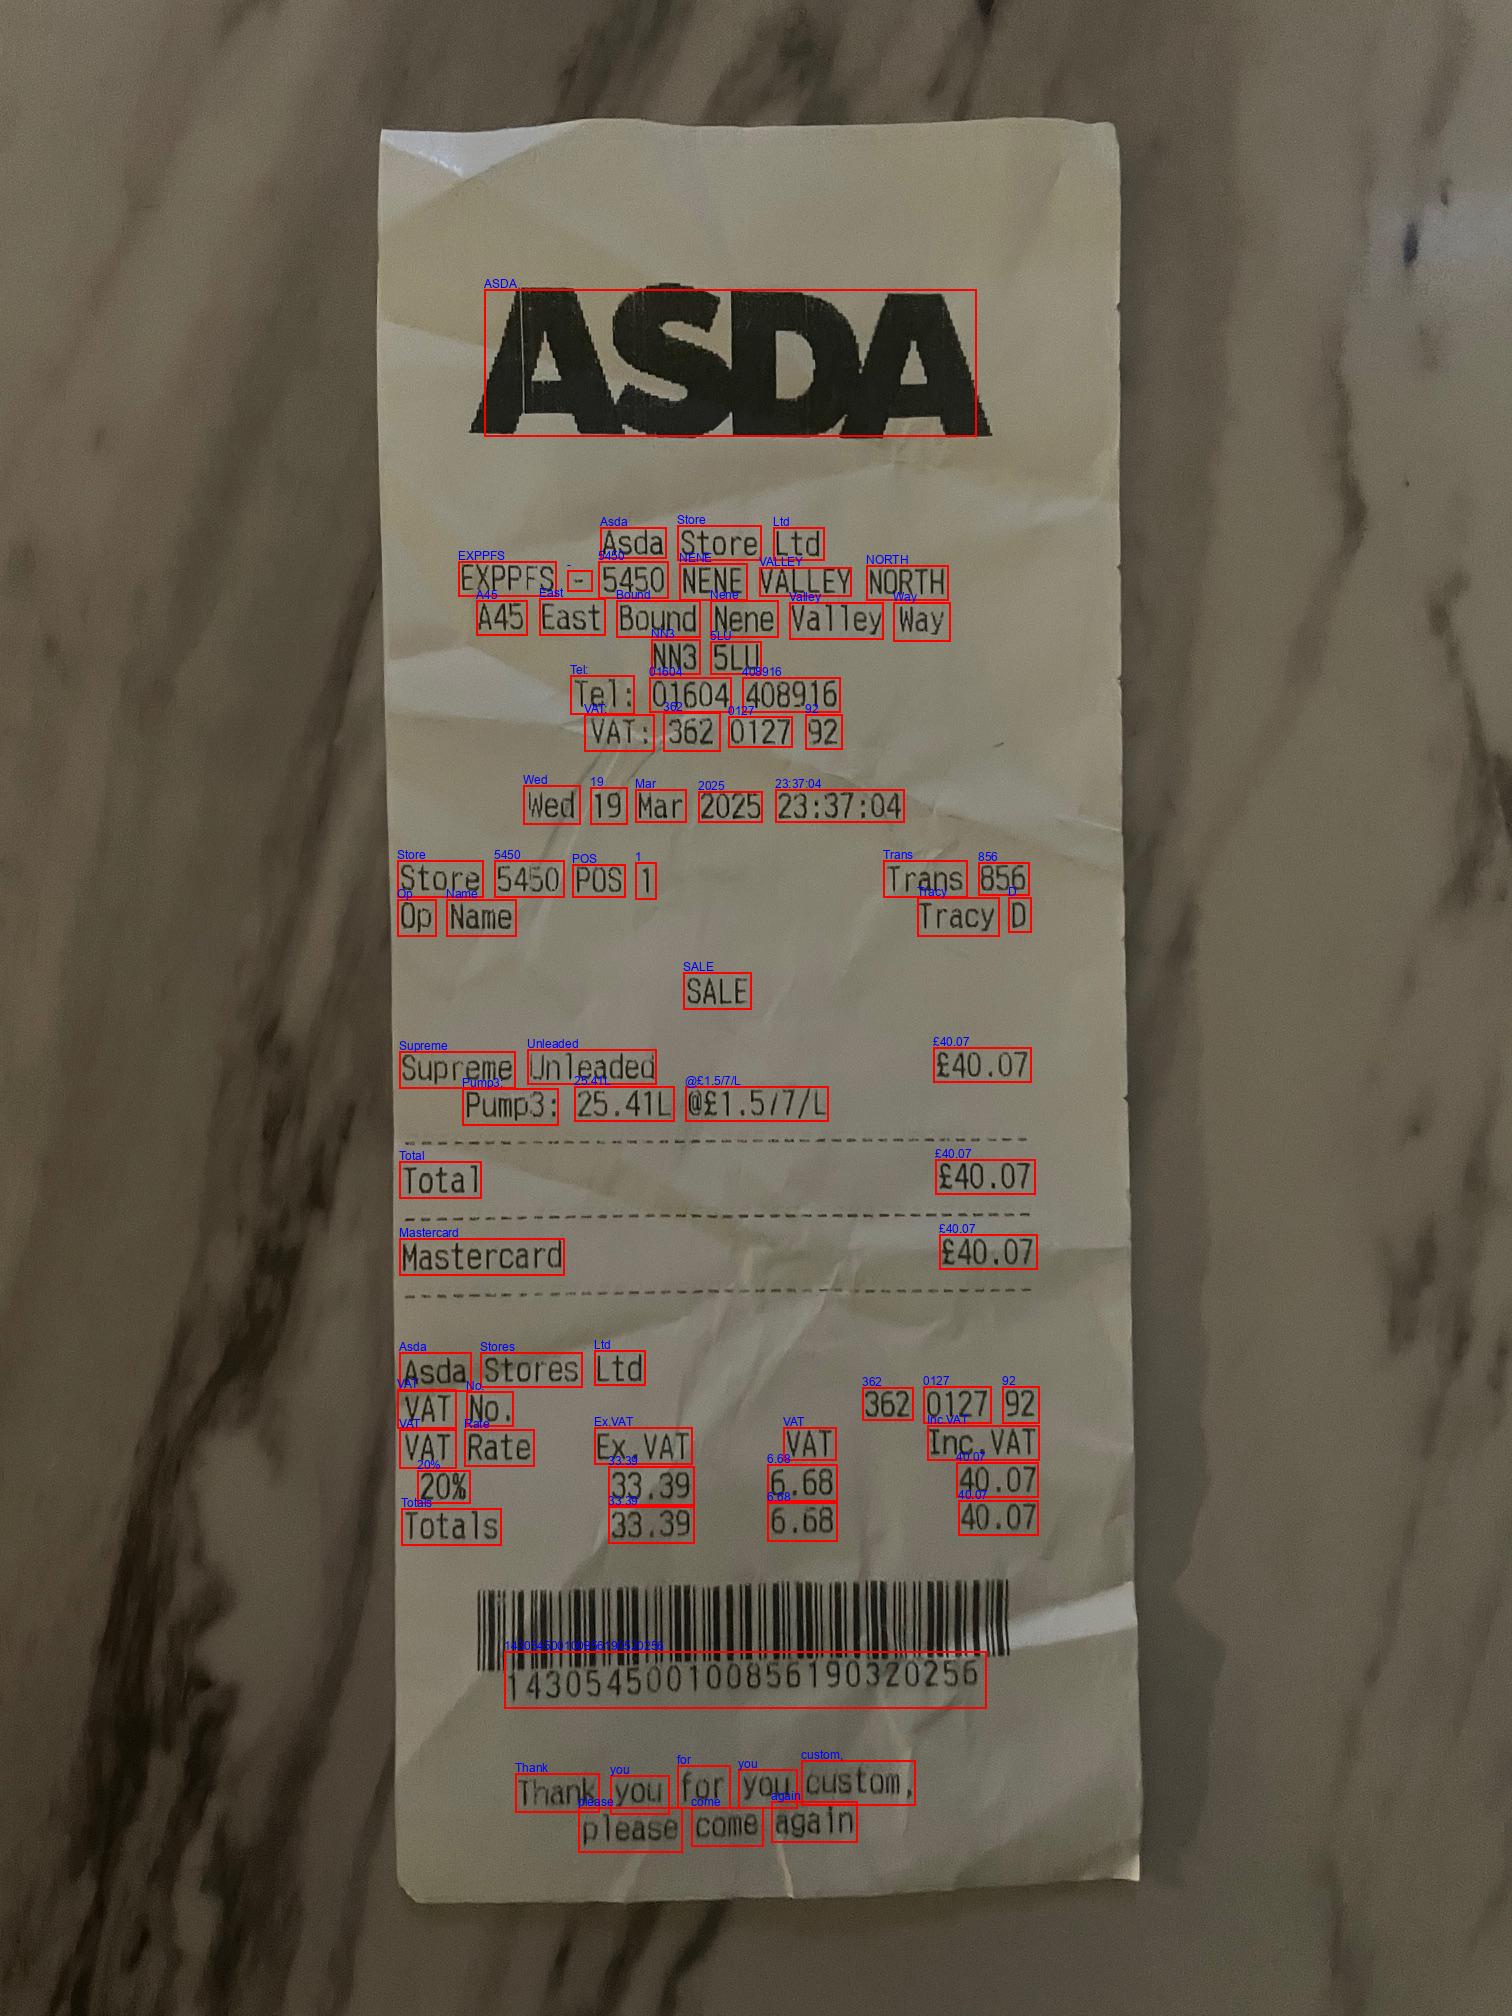 ASDA
Asda Store Ltd
EXPPFS - 5450 NENE VALLEY NORTH
A45 East Bound Nene Valley Way
NN3 5LU
Tel: 01604 408916
VAT: 362 0127 92
Wed 19 Mar 2025 23:37:04
Store 5450 POS 1 Trans 856
Op Name Tracy D
SALE
Supreme Unleaded £40.07
Pump3: 25.41L @£1.577/L
Total £40.07
Mastercard £40.07
Asda Stores Ltd
VAT No. 362 0127 92
VAT Rate Ex.VAT VAT Inc.VAT
20% 33.39 6.68 40.07
Totals 33.39 6.68 40.07
143054500100856190320256
Thank you for you custom,
please come again